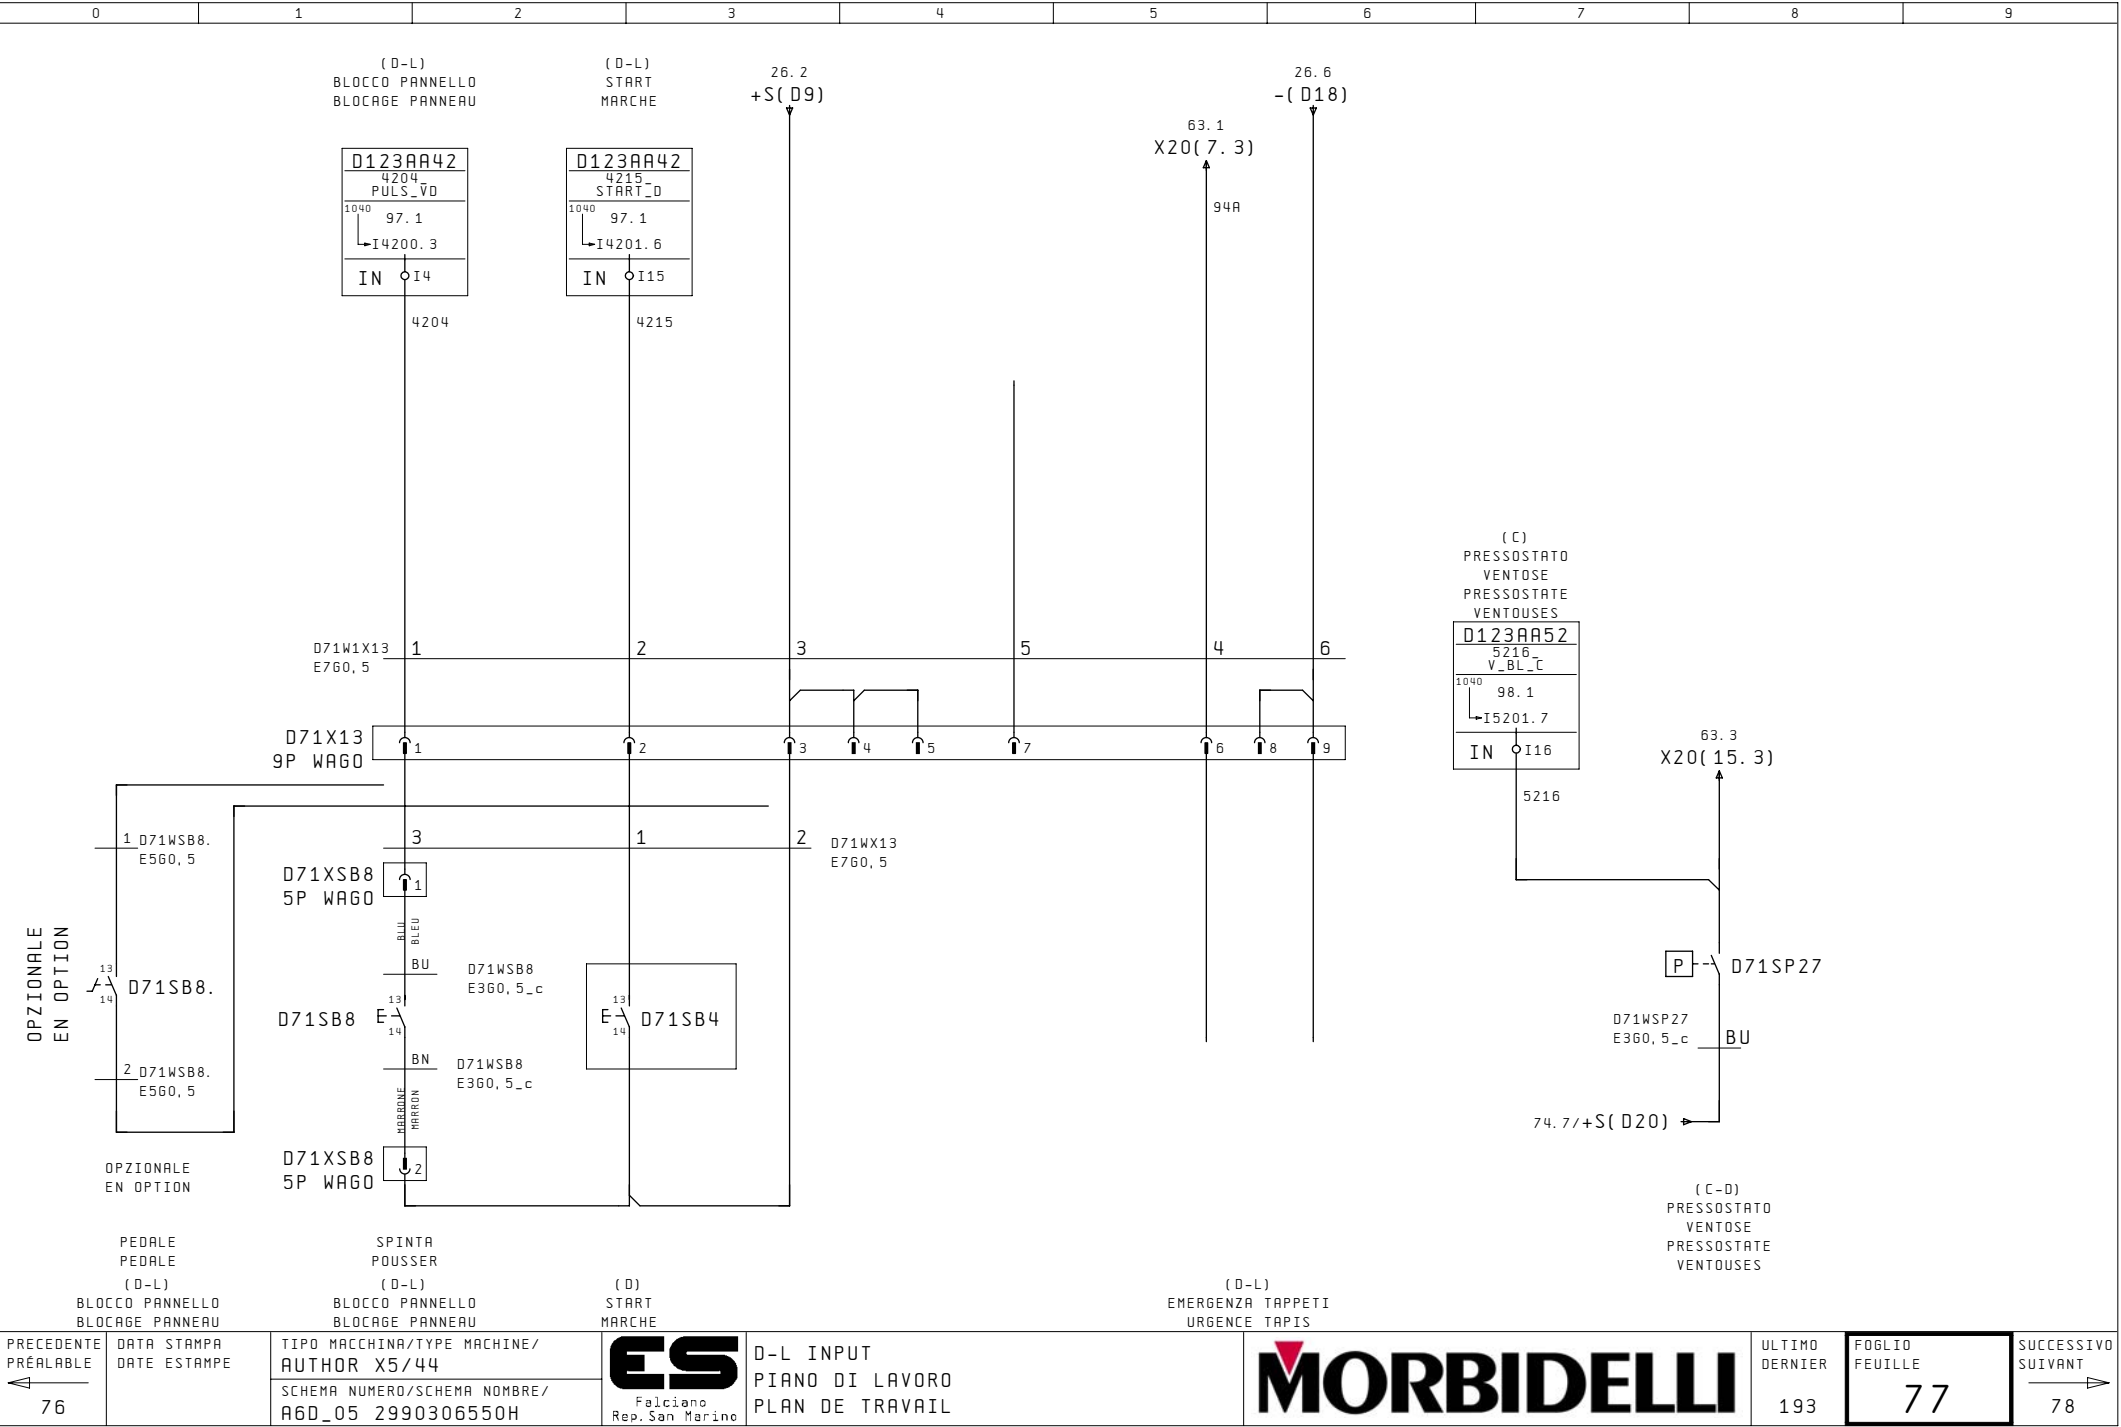 0 1 2 3 4 5 6 7 8 9
(D-L)
BLOCCO PANNELLO
BLOCAGE PANNEAU
(D-L)
START
MARCHE
26.2
+S(D9)
26.6
-(D18)
63.1
X20(7.3)
94A
D123AA42
4204_
PULS_VD
1040
97.1
I4200.3
IN I4
4204
D123AA42
4215_
START_D
1040
97.1
I4201.6
IN I15
4215
(C)
PRESSOSTATO
VENTOSE
PRESSOSTATE
VENTOUSES
D123AA52
5216_
V_BL_C
1040
98.1
I5201.7
IN I16
5216
63.3
X20(15.3)
D71W1X13
E7G0,5
1 2 3 5 4 6
D71X13
9P WAGO
1 2 3 4 5 7 6 8 9
3 1 2
D71WX13
E7G0,5
1 D71WSB8.
E5G0,5
D71XSB8
5P WAGO
1
BLU
BLEU
BU
D71WSB8
E3G0,5_c
OPZIONALE
EN OPTION
13
14
D71SB8.
D71SB8
13
14
13
14
D71SB4
P
D71SP27
D71WSP27
E3G0,5_c
BU
BN
D71WSB8
E3G0,5_c
2 D71WSB8.
E5G0,5
MARRONE
MARRON
74.7/+S(D20)
D71XSB8
5P WAGO
2
OPZIONALE
EN OPTION
PEDALE
PEDALE
(D-L)
BLOCCO PANNELLO
BLOCAGE PANNEAU
SPINTA
POUSSER
(D-L)
BLOCCO PANNELLO
BLOCAGE PANNEAU
(D)
START
MARCHE
(D-L)
EMERGENZA TAPPETI
URGENCE TAPIS
(C-D)
PRESSOSTATO
VENTOSE
PRESSOSTATE
VENTOUSES
PRECEDENTE
PRÉALABLE
76
DATA STAMPA
DATE ESTAMPE
TIPO MACCHINA/TYPE MACHINE/
AUTHOR X5/44
SCHEMA NUMERO/SCHEMA NOMBRE/
A6D_05 2990306550H
ES
Falciano
Rep.San Marino
D-L INPUT
PIANO DI LAVORO
PLAN DE TRAVAIL
MORBIDELLI
ULTIMO
DERNIER
193
FOGLIO
FEUILLE
77
SUCCESSIVO
SUIVANT
78